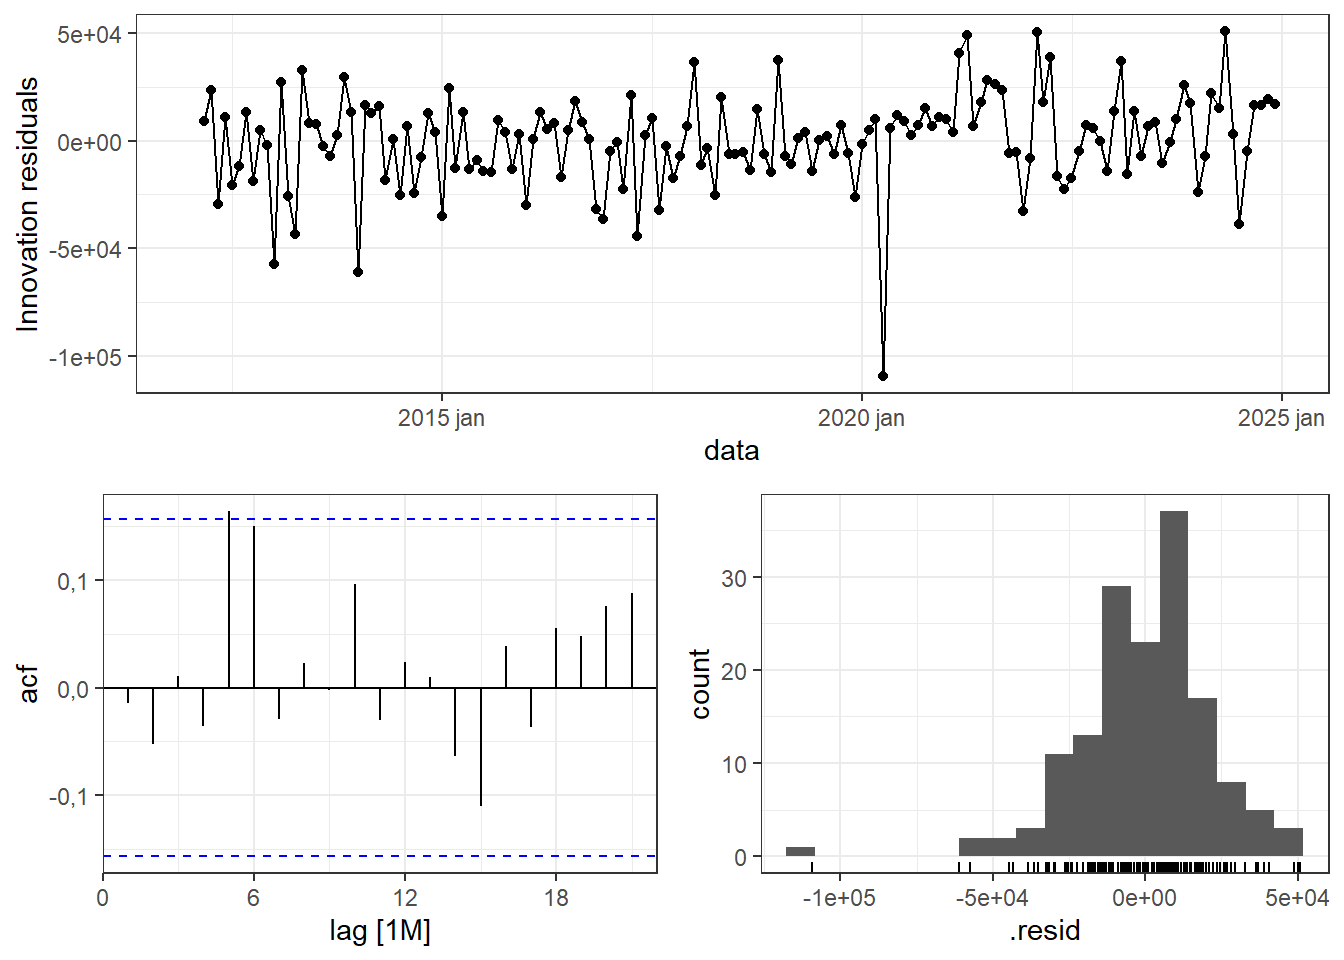 Innovation residuals
5e+04
0e+00
-5e+04
-1e+05
2015 jan
2020 jan
2025 jan
data
acf
0,1
0,0
-0,1
0
6
12
18
lag [1M]
count
30
20
10
0
-1e+05
-5e+04
0e+00
5e+04
.resid